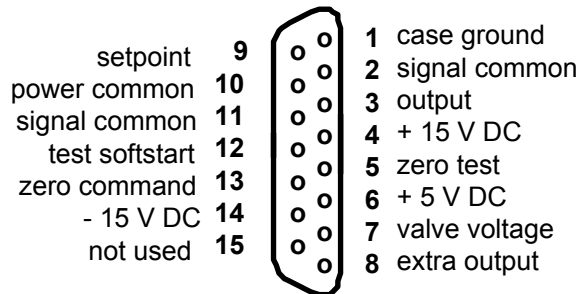 setpoint 9
power common 10
signal common 11
test softstart 12
zero command 13
- 15 V DC 14
not used 15
1 case ground
2 signal common
3 output
4 + 15 V DC
5 zero test
6 + 5 V DC
7 valve voltage
8 extra output